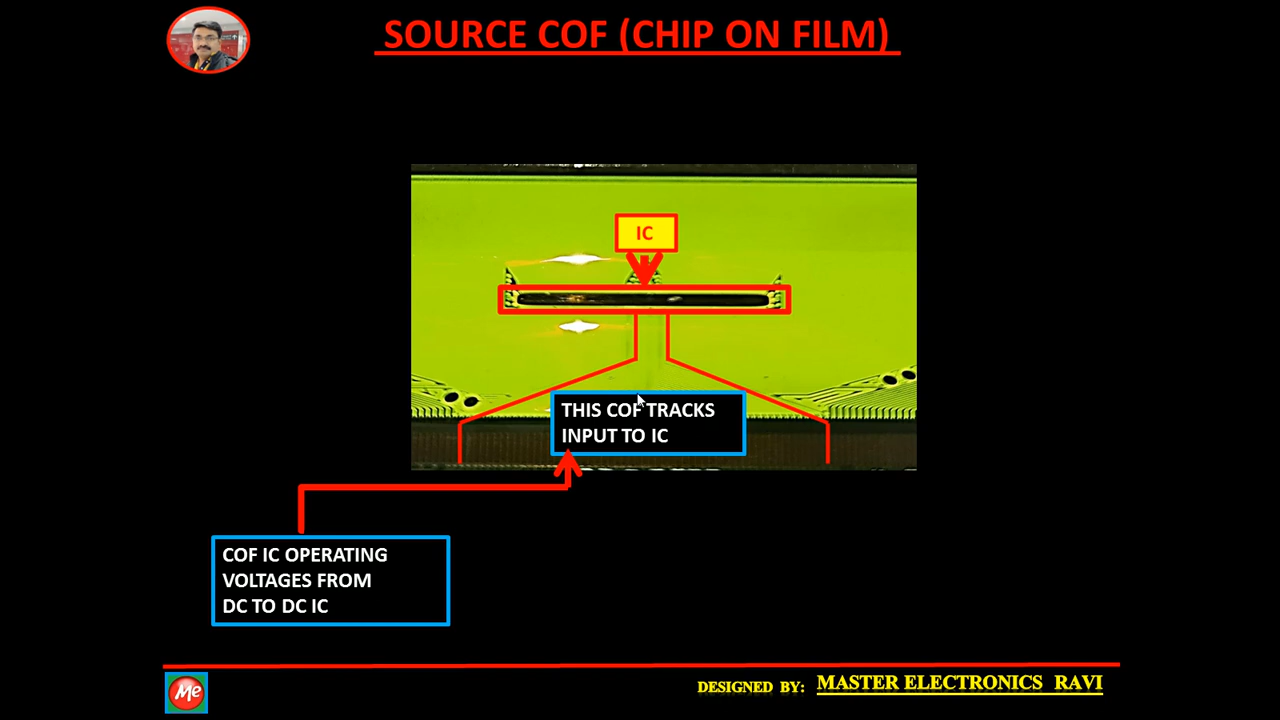 SOURCE COF (CHIP ON FILM)
IC
THIS COF TRACKS
INPUT TO IC
COF IC OPERATING
VOLTAGES FROM
DC TO DC IC
Me
DESIGNED BY: MASTER ELECTRONICS RAVI